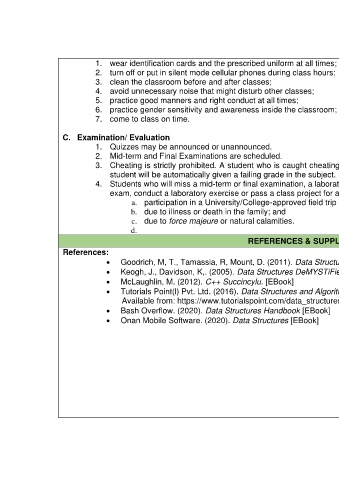 1. wear identification cards and the prescribed uniform at all times;
2. turn off or put in silent mode cellular phones during class hours;
3. clean the classroom before and after classes;
4. avoid unnecessary noise that might disturb other classes;
5. practice good manners and right conduct at all times;
6. practice gender sensitivity and awareness inside the classroom;
7. come to class on time.
C. Examination/ Evaluation
1. Quizzes may be announced or unannounced.
2. Mid-term and Final Examinations are scheduled.
3. Cheating is strictly prohibited. A student who is caught cheating
student will be automatically given a failing grade in the subject.
4. Students who will miss a mid-term or final examination, a laborat
exam, conduct a laboratory exercise or pass a class project for a
a. participation in a University/College-approved field trip
b. due to illness or death in the family; and
c. due to force majeure or natural calamities.
d.
REFERENCES & SUPPL
References:
• Goodrich, M, T., Tamassia, R, Mount, D. (2011). Data Structu
• Keogh, J., Davidson, K,. (2005). Data Structures DeMYSTiFie
• McLaughlin, M. (2012). C++ Succincylu. [EBook]
• Tutorials Point(I) Pvt. Ltd. (2016). Data Structures and Algorit
Available from: https://www.tutorialspoint.com/data_structures
• Bash Overflow. (2020). Data Structures Handbook [EBook]
• Onan Mobile Software. (2020). Data Structures [EBook]